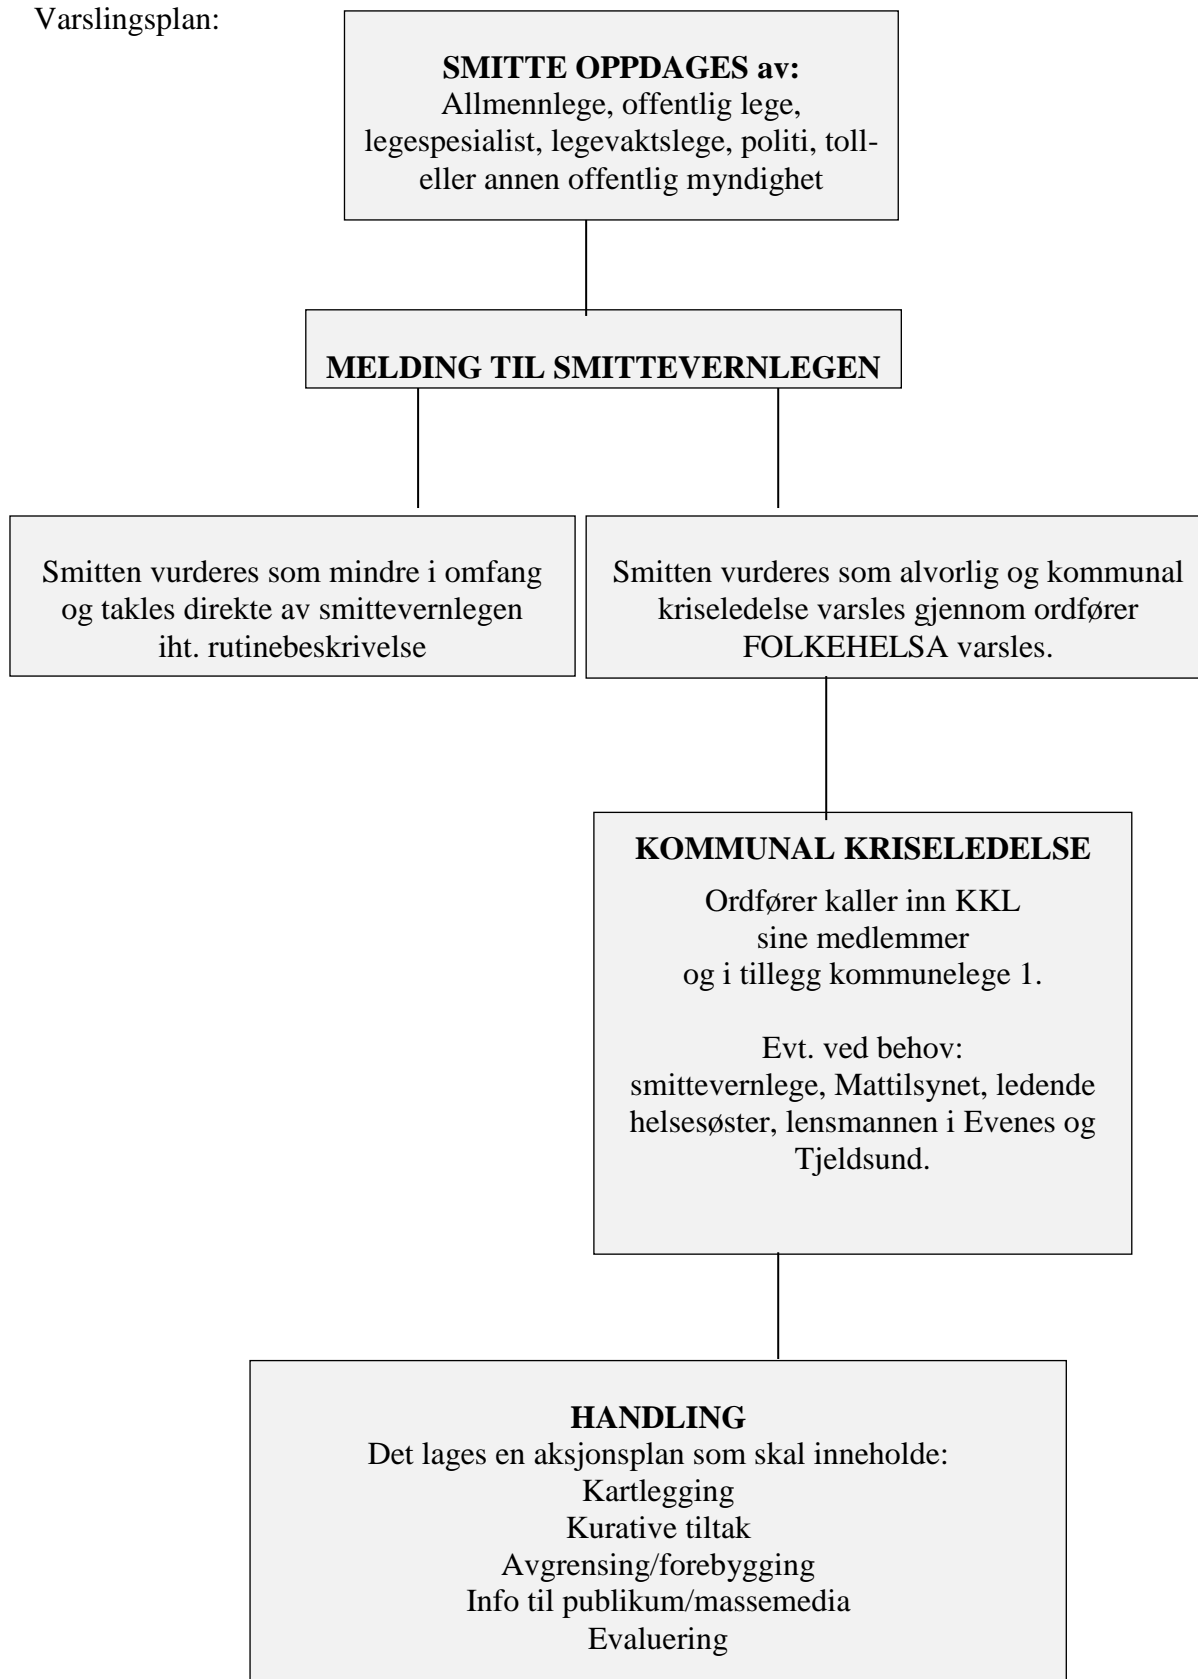 Varslingsplan:
SMITTE OPPDAGES av:
Allmennlege, offentlig lege,
legespesialist, legevaktslege, politi, toll-
eller annen offentlig myndighet
MELDING TIL SMITTEVERNLEGEN
Smitten vurderes som mindre i omfang
og takles direkte av smittevernlegen
iht. rutinebeskrivelse
Smitten vurderes som alvorlig og kommunal
kriseledelse varsles gjennom ordfører
FOLKEHELSA varsles.
KOMMUNAL KRISELEDELSE
Ordfører kaller inn KKL
sine medlemmer
og i tillegg kommunelege 1.
Evt. ved behov:
smittevernlege, Mattilsynet, ledende
helsesøster, lensmannen i Evenes og
Tjeldsund.
HANDLING
Det lages en aksjonsplan som skal inneholde:
Kartlegging
Kurative tiltak
Avgrensing/forebygging
Info til publikum/massemedia
Evaluering